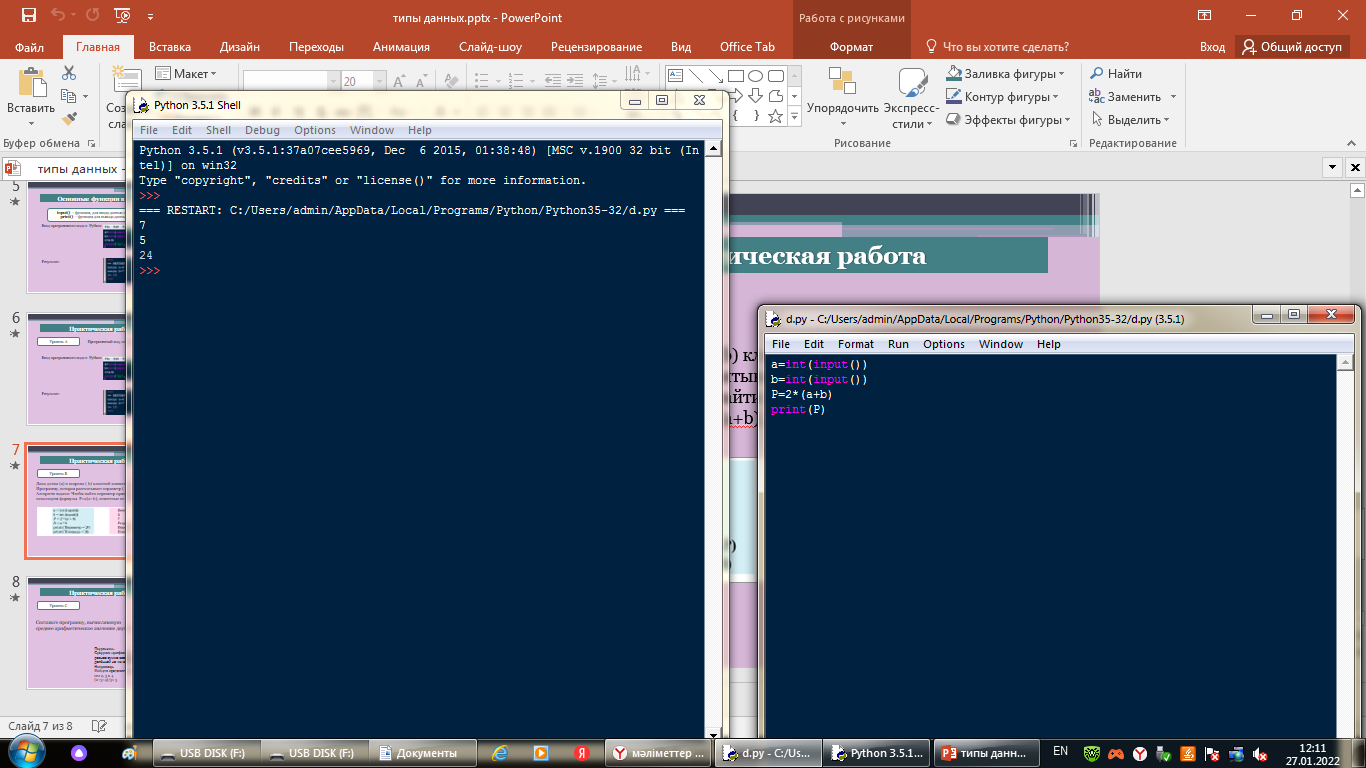 типы данных.pptx - PowerPoint
Работа с рисунками
Файл
Главная
Вставка
Дизайн
Переходы
Анимация
Слайд-шоу
Рецензирование
Вид
Office Tab
Формат
Что вы хотите сделать?
Вход
Общий доступ
Вставить
Макет
20
Упорядочить
Экспресс-
стили
Заливка фигуры
Контур фигуры
Эффекты фигуры
Найти
Заменить
Выделить
Буфер обмена
Рисование
Редактирование
типы данных -
Python 3.5.1 Shell
File Edit Shell Debug Options Window Help
Python 3.5.1 (v3.5.1:37a07cee5969, Dec  6 2015, 01:38:48) [MSC v.1900 32 bit (In
tel)] on win32
Type "copyright", "credits" or "license()" for more information.
>>>
=== RESTART: C:/Users/admin/AppData/Local/Programs/Python/Python35-32/d.py ===
7
5
24
>>>
5
6
7
8
ическая работа
d.py - C:/Users/admin/AppData/Local/Programs/Python/Python35-32/d.py (3.5.1)
File Edit Format Run Options Window Help
a=int(input())
b=int(input())
P=2*(a+b)
print(P)
Слайд 7 из 8
USB DISK (F:)
USB DISK (F:)
Документы
мәліметтер ...
d.py - C:/Us...
Python 3.5.1...
типы данн...
EN
12:11
27.01.2022